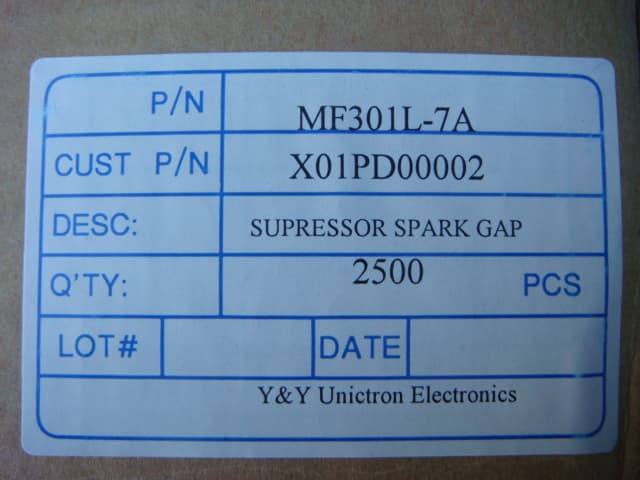 P/N MF301L-7A
CUST P/N X01PD00002
DESC: SUPRESSOR SPARK GAP
Q'TY: 2500 PCS
LOT# DATE
Y&Y Unictron Electronics